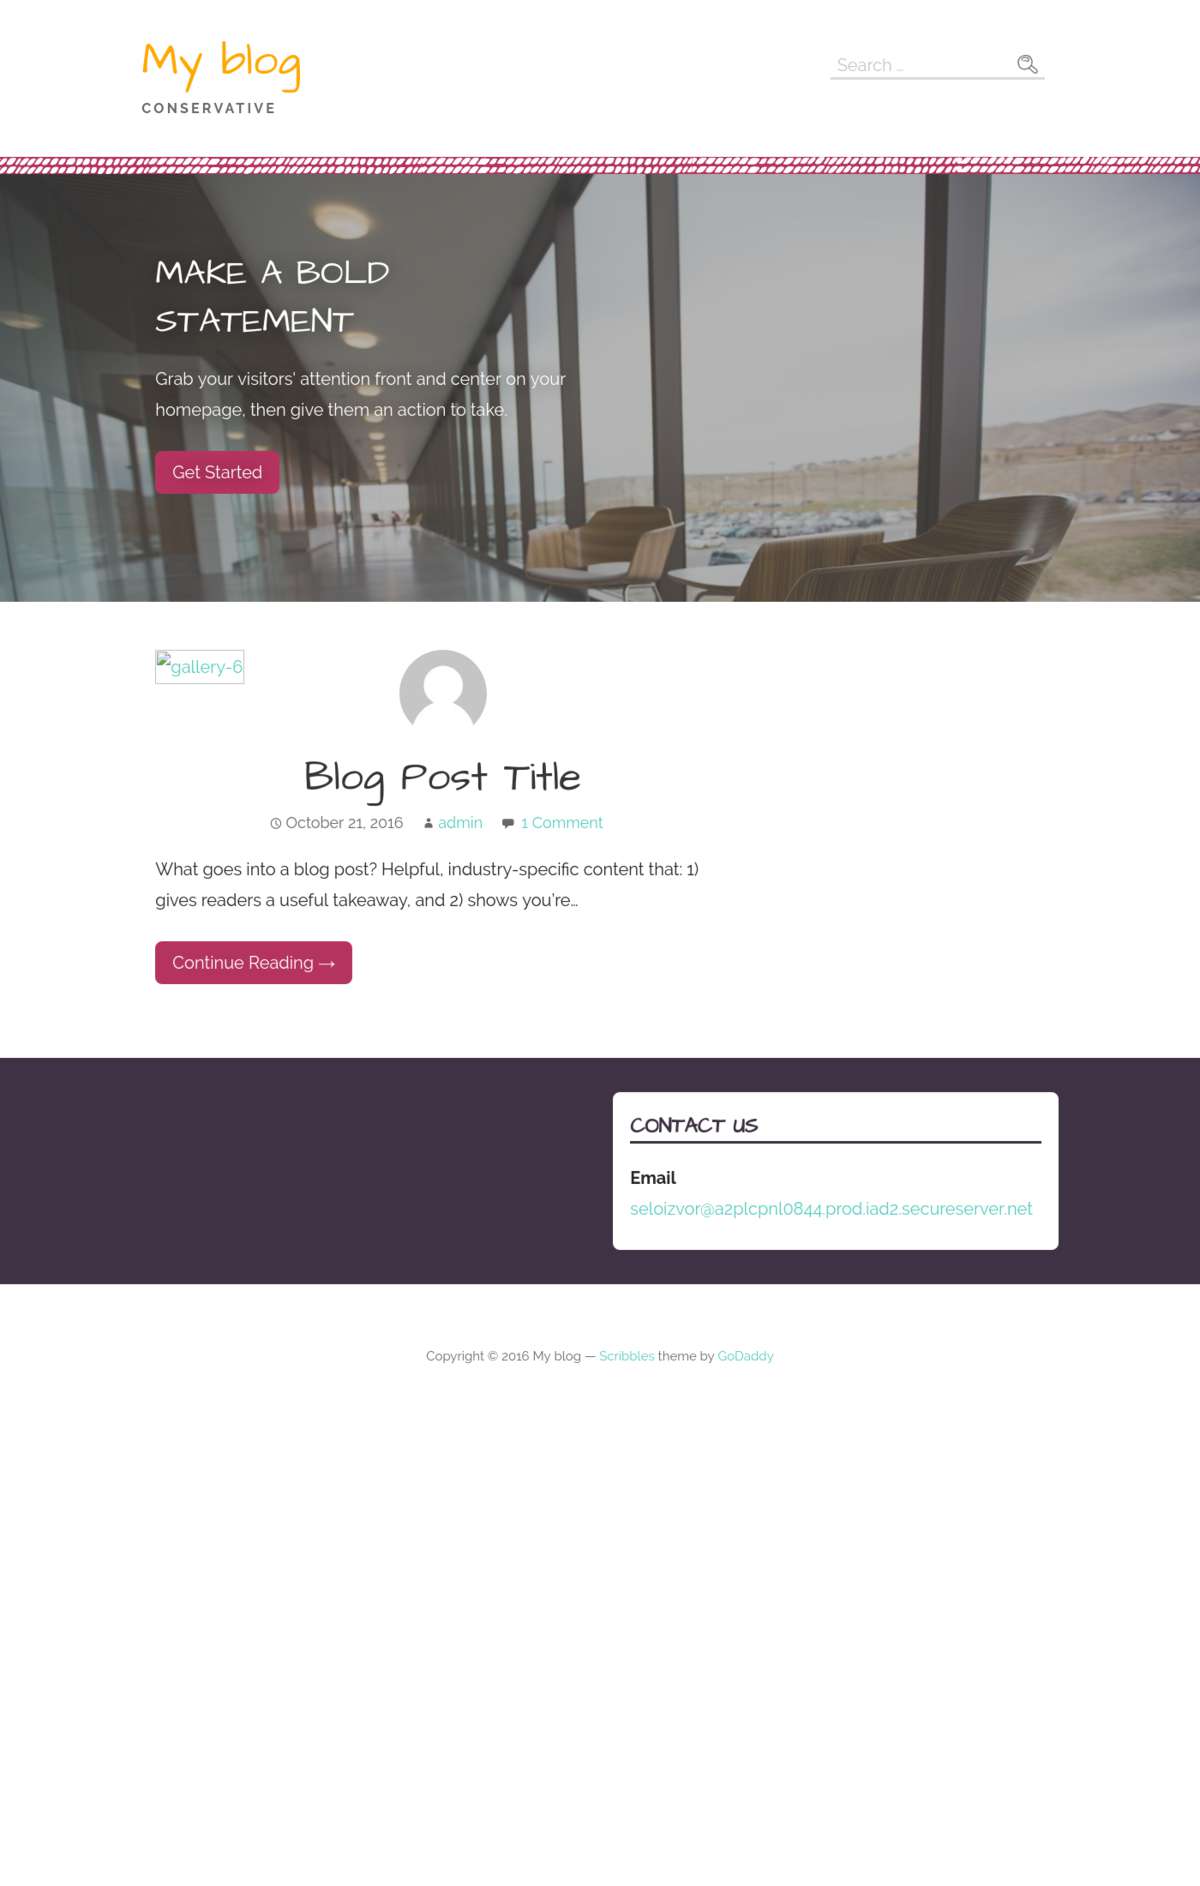 My blog
CONSERVATIVE
Search …
MAKE A BOLD
STATEMENT
Grab your visitors' attention front and center on your
homepage, then give them an action to take.
Get Started
gallery-6
Blog Post Title
October 21, 2016 admin 1 Comment
What goes into a blog post? Helpful, industry-specific content that: 1)
gives readers a useful takeaway, and 2) shows you’re…
Continue Reading →
CONTACT US
Email
seloizvor@a2plcpnl0844.prod.iad2.secureserver.net
Copyright © 2016 My blog — Scribbles theme by GoDaddy